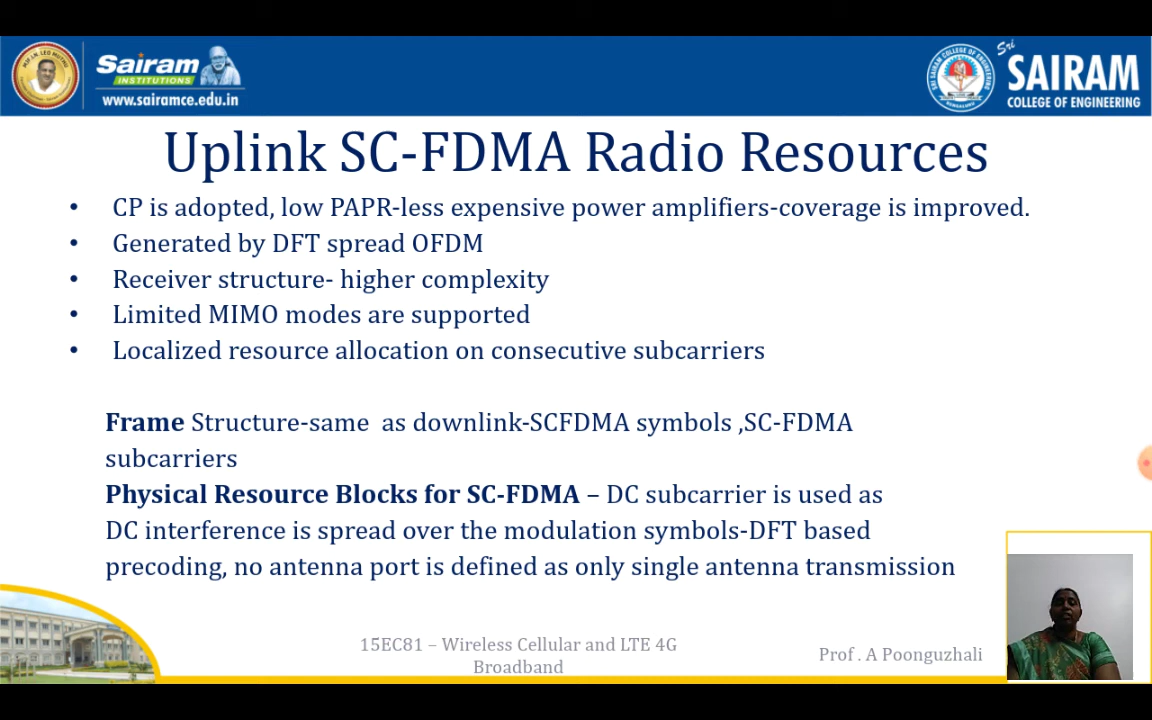 Sairam
INSTITUTIONS
www.sairamce.edu.in
Sri
SAIRAM
COLLEGE OF ENGINEERING
Uplink SC-FDMA Radio Resources
• CP is adopted, low PAPR-less expensive power amplifiers-coverage is improved.
• Generated by DFT spread OFDM
• Receiver structure- higher complexity
• Limited MIMO modes are supported
• Localized resource allocation on consecutive subcarriers
Frame Structure-same as downlink-SCFDMA symbols ,SC-FDMA
subcarriers
Physical Resource Blocks for SC-FDMA – DC subcarrier is used as
DC interference is spread over the modulation symbols-DFT based
precoding, no antenna port is defined as only single antenna transmission
15EC81 – Wireless Cellular and LTE 4G
Broadband
Prof . A Poonguzhali